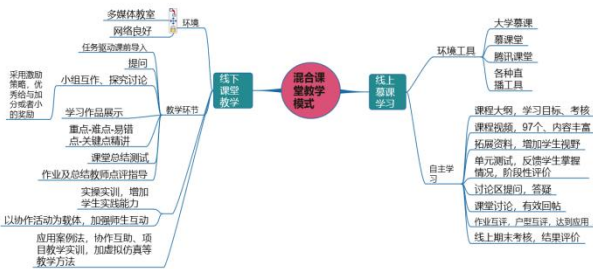 混合课
堂教学
模式
线下
课堂
教学
环境
多媒体教室
网络良好
教学环节
任务驱动课前导入
提问
小组互作、探究讨论
采用激励
策略，优
秀给与加
分或者小
的奖励
学习作品展示
重点-难点-易错
点-关键点精讲
课堂总结测试
作业及总结教师点评指导
实操实训，增加
学生实践能力
以协作活动为载体，加强师生互动
应用案例法，协作互助、项
目教学实训，加虚拟仿真等
教学方法
线上
慕课
学习
环境工具
大学慕课
慕课堂
腾讯课堂
各种直
播工具
自主学
习
课程大纲，学习目标、考核
课程视频，97个、内容丰富
拓展资料，增加学生视野
单元测试，反馈学生掌握
情况，阶段性评价
讨论区提问，答疑
课堂讨论，有效回帖
作业互评，户型互评，达到应用
线上期末考核，结果评价